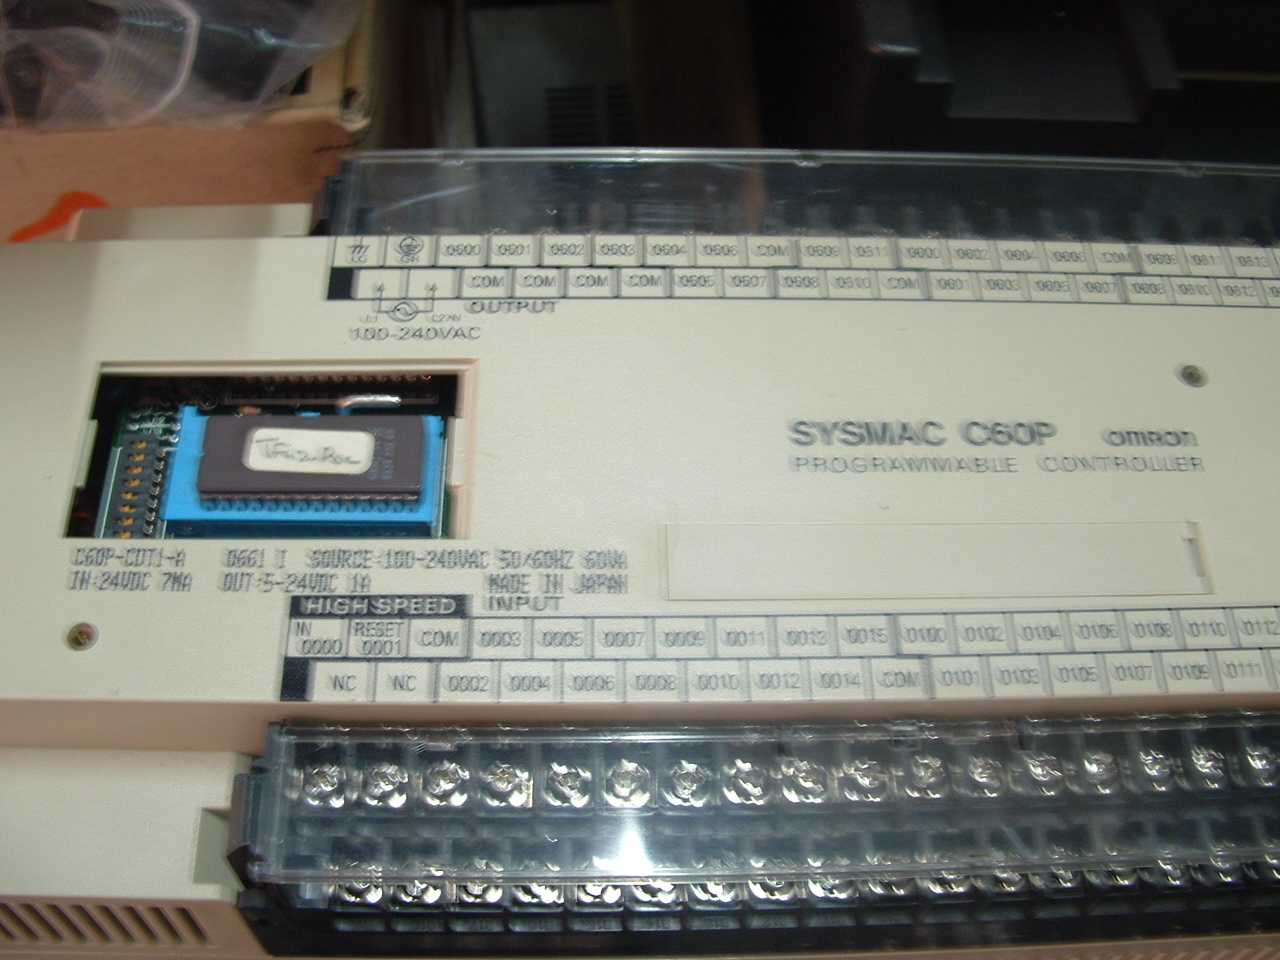 LG GR 0500 0501 0502 0503 0504 0506 COM 0509 0511 0600 0602 0604 0606 COM 0609 0611 0613
COM COM COM COM 0505 0507 0508 0510 COM 0601 0603 0605 0607 0608 0610 0612
OUTPUT
100-240VAC
SYSMAC C60P OMRON
PROGRAMMABLE CONTROLLER
C60P-CDT1-A 0661 I SOURCE:100-240VAC 50/60HZ 60VA
IN:24VDC 7MA OUT:5-24VDC 1A MADE IN JAPAN
HIGH SPEED INPUT
IN 0000 RESET 0001 COM 0003 0005 0007 0009 0011 0013 0015 0100 0102 0104 0106 0108 0110 0112
NC NC 0002 0004 0006 0008 0010 0012 0014 COM 0101 0103 0105 0107 0109 0111